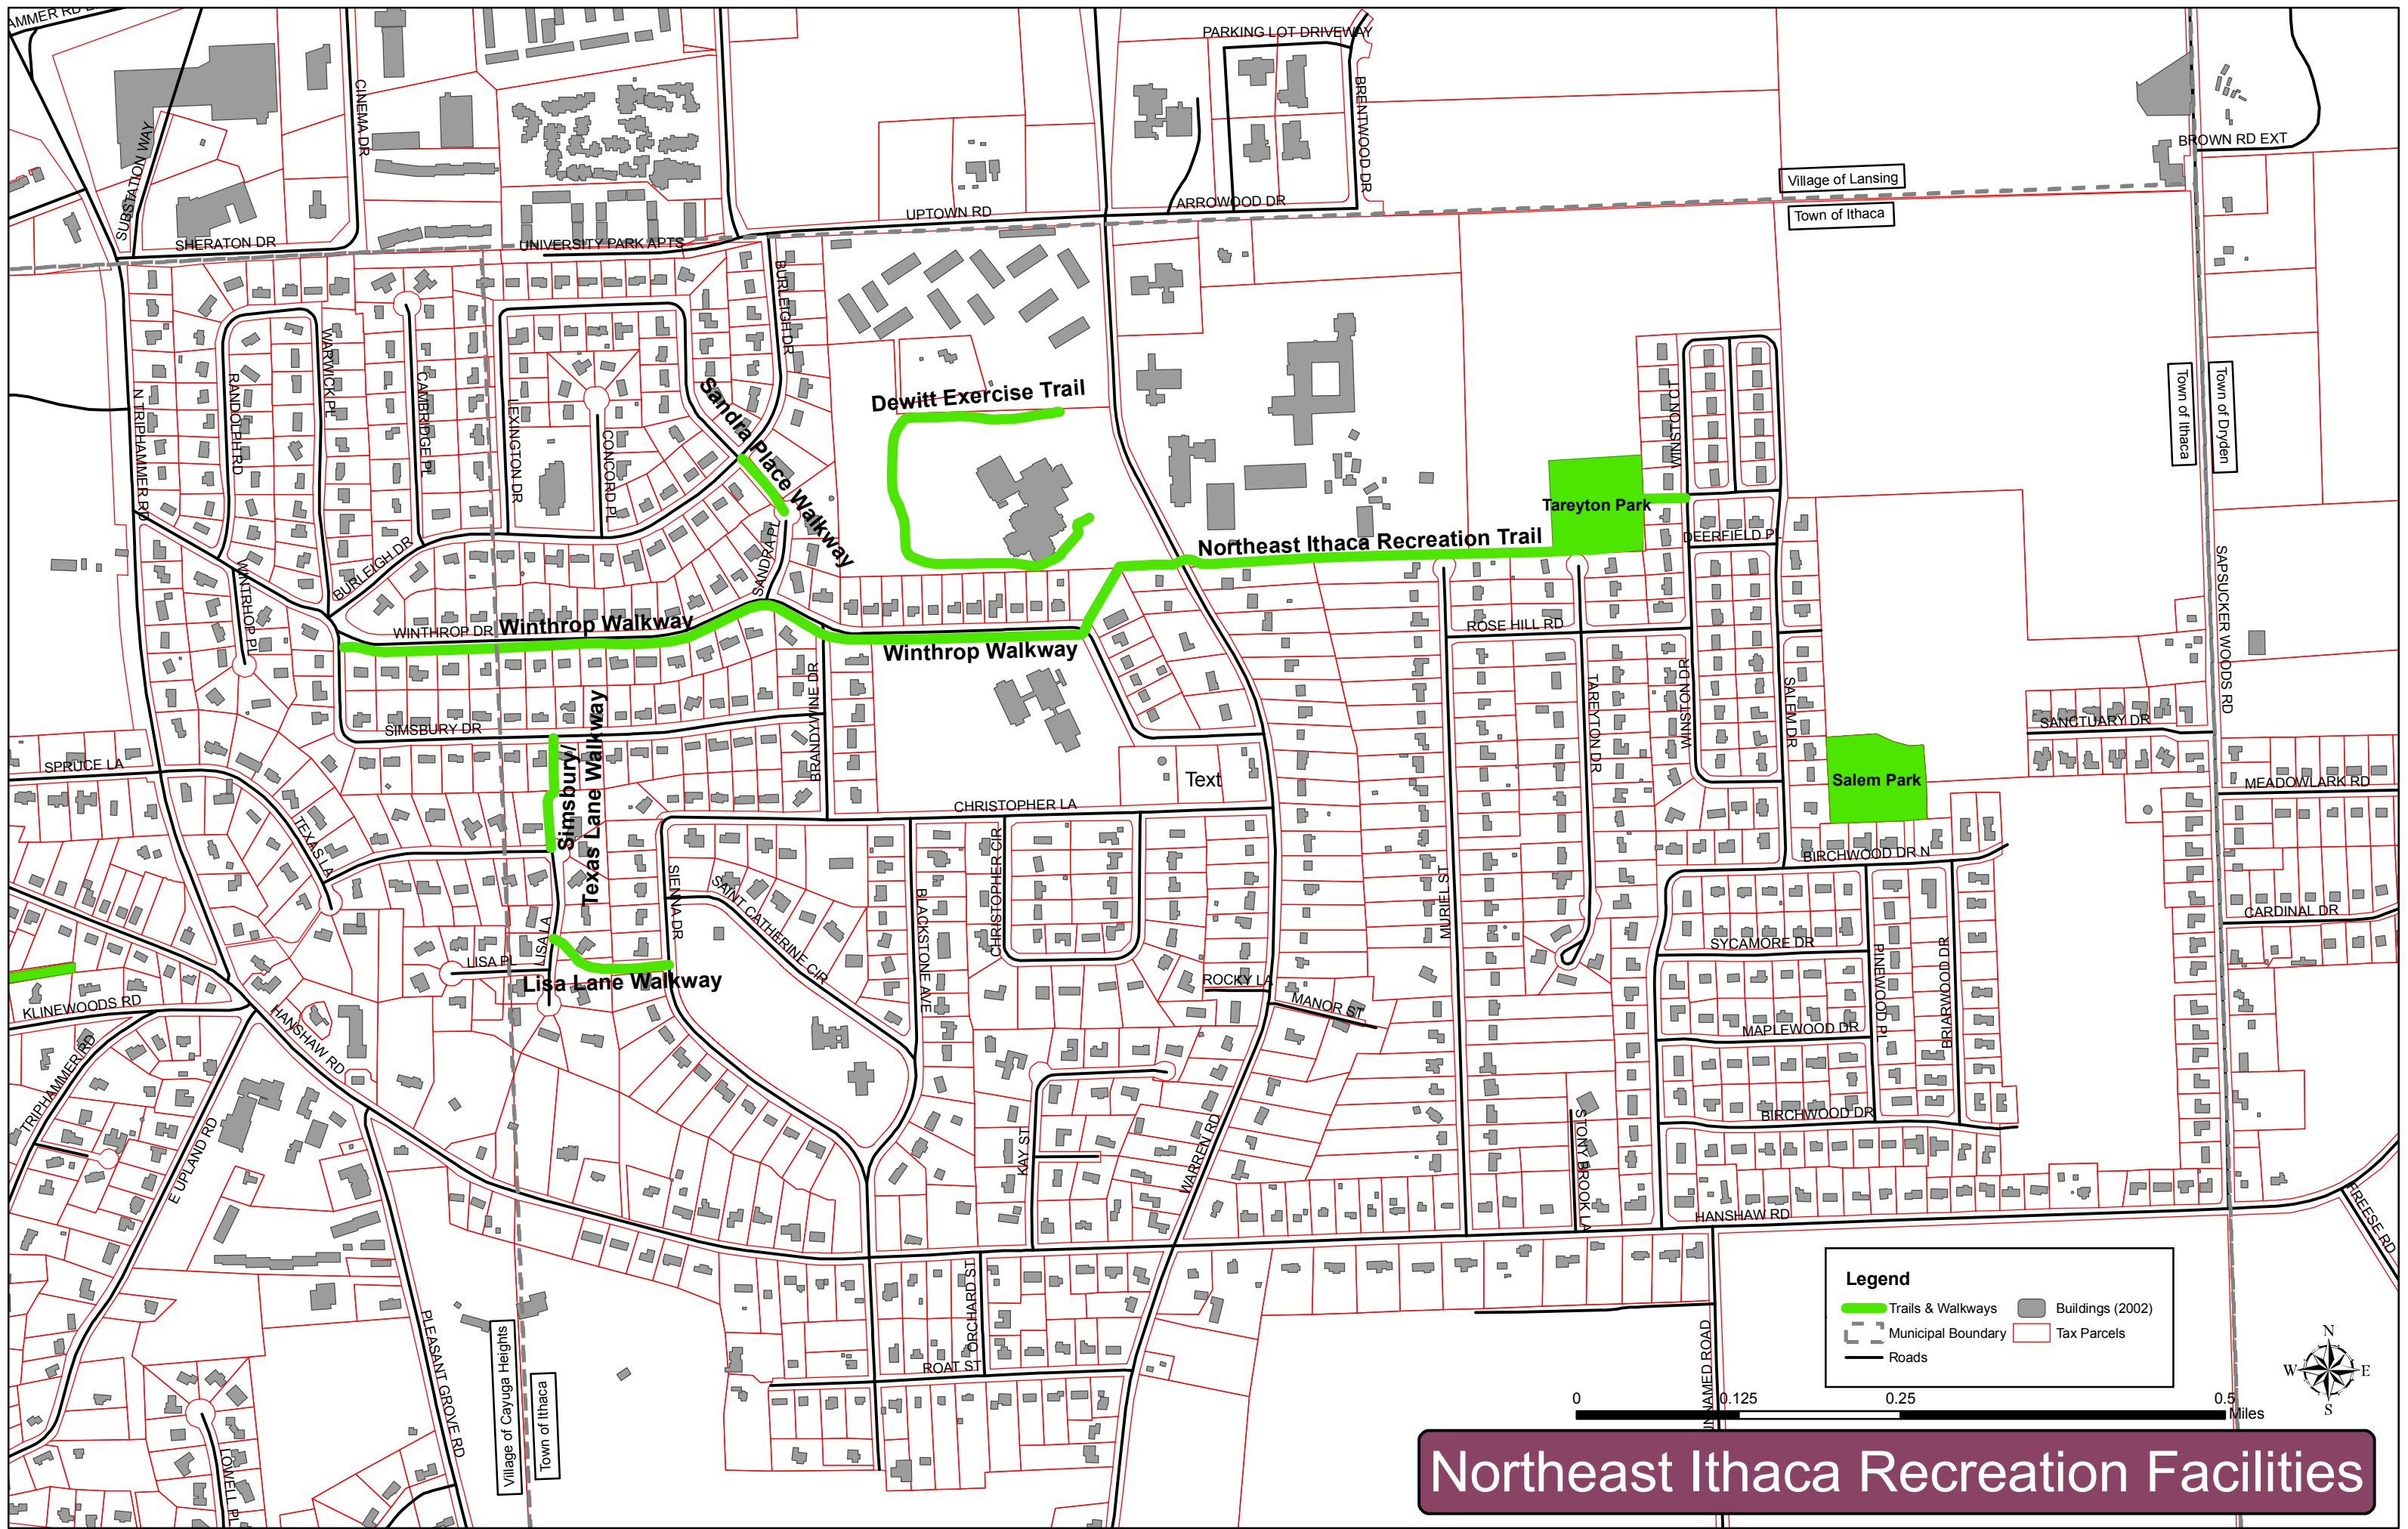 AMMER RD E
PARKING LOT DRIVEWAY
CINEMA DR
BRENTWOOD DR
SUBSTATION WAY
BROWN RD EXT
Village of Lansing
ARROWOOD DR
UPTOWN RD
Town of Ithaca
SHERATON DR
UNIVERSITY PARK APTS
BURLEIGH DR
WARWICK PL
RANDOLPH RD
CAMBRIDGE PL
N TRIPHAMMER RD
LEXINGTON DR
CONCORD PL
Sandra Place Walkway
Dewitt Exercise Trail
WINSTON CT
Town of Ithaca
Town of Dryden
Tareyton Park
Northeast Ithaca Recreation Trail
DEERFIELD PL
SANDRA PL
BURLEIGH DR
WINTRHOP PL
SAPSUCKER WOODS RD
WINTHROP DR
Winthrop Walkway
Winthrop Walkway
ROSE HILL RD
BRANDYWINE DR
WINSTON DR
TAREYTON DR
SALEM DR
SIMSBURY DR
Simsbury/
Texas Lane Walkway
SANCTUARY DR
SPRUCE LA
Text
Salem Park
MEADOWLARK RD
CHRISTOPHER LA
TEXAS LA
CHRISTOPHER CIR
BIRCHWOOD DR N
SIENNA DR
SAINT CATHERINE CIR
BLACKSTONE AVE
MURIEL ST
CARDINAL DR
LISA LA
LISA PL
Lisa Lane Walkway
SYCAMORE DR
PINEWOOD PL
BRIARWOOD DR
ROCKY LA
MANOR ST
KLINEWOODS RD
HANSHAW RD
MAPLEWOOD DR
TRIPHAMMER RD
E UPLAND RD
BIRCHWOOD DR
KAY ST
WARREN RD
STONY BROOK LA
HANSHAW RD
FREESE RD
ORCHARD ST
ROAT ST
PLEASANT GROVE RD
Village of Cayuga Heights
Town of Ithaca
UNNAMED ROAD
LOWELL PL
Legend
Trails & Walkways
Buildings (2002)
Municipal Boundary
Tax Parcels
Roads
N
W E
S
0 0.125 0.25 0.5
Miles
Northeast Ithaca Recreation Facilities